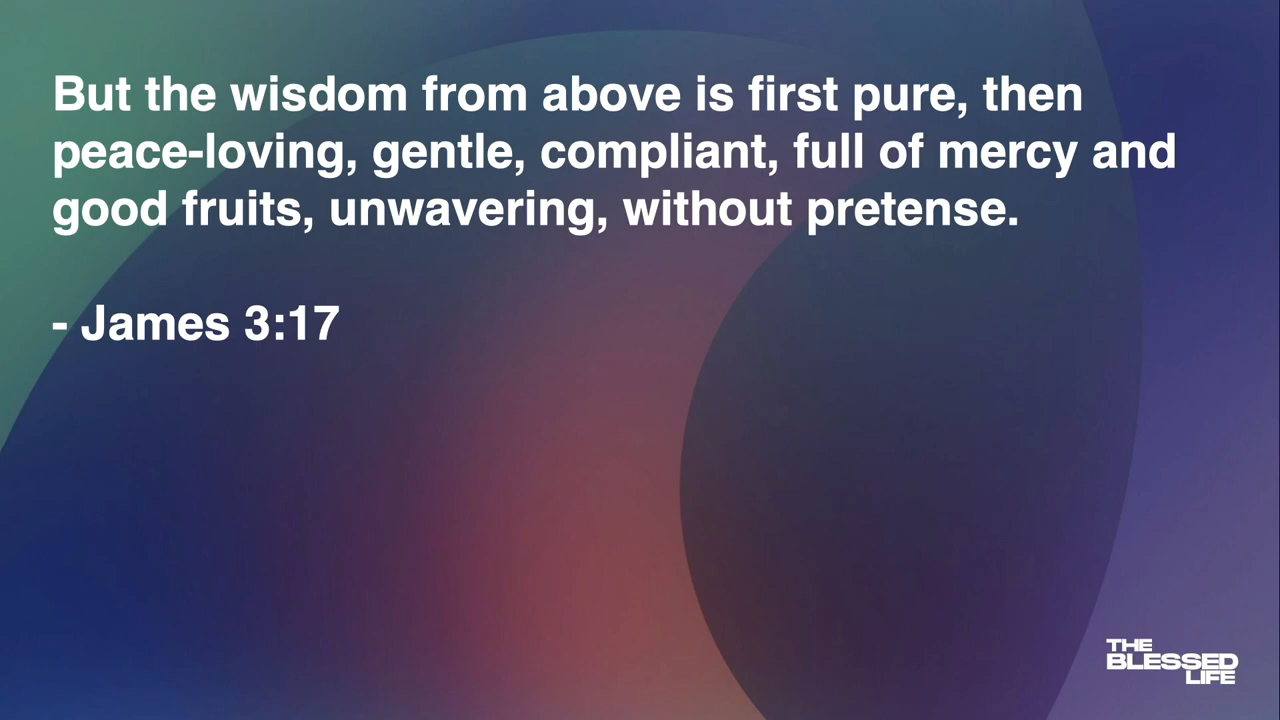 But the wisdom from above is first pure, then
peace-loving, gentle, compliant, full of mercy and
good fruits, unwavering, without pretense.
- James 3:17
THE
BLESSED
LIFE